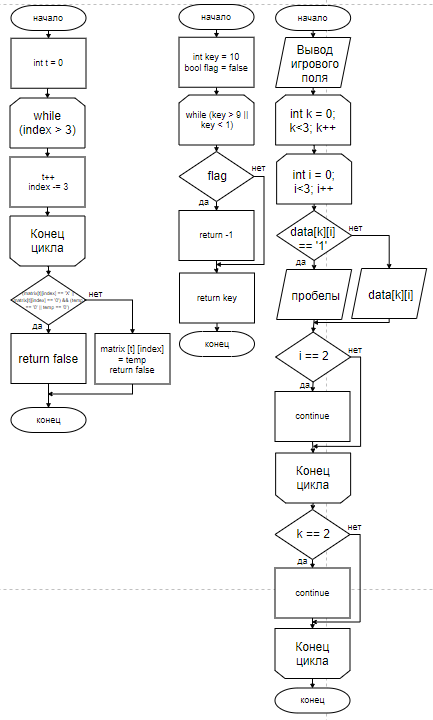 начало
int t = 0
while
(index > 3)
t++
index -= 3
Конец
цикла
нет
да
return false
matrix [t] [index]
= temp
return false
конец
начало
int key = 10
bool flag = false
while (key > 9 ||
key < 1)
flag
нет
да
return -1
return key
конец
начало
Вывод
игрового
поля
int k = 0;
k<3; k++
int i = 0;
i<3; i++
data[k][i]
== '1'
нет
да
пробелы
data[k][i]
i == 2
нет
да
continue
Конец
цикла
k == 2
нет
да
continue
Конец
цикла
конец